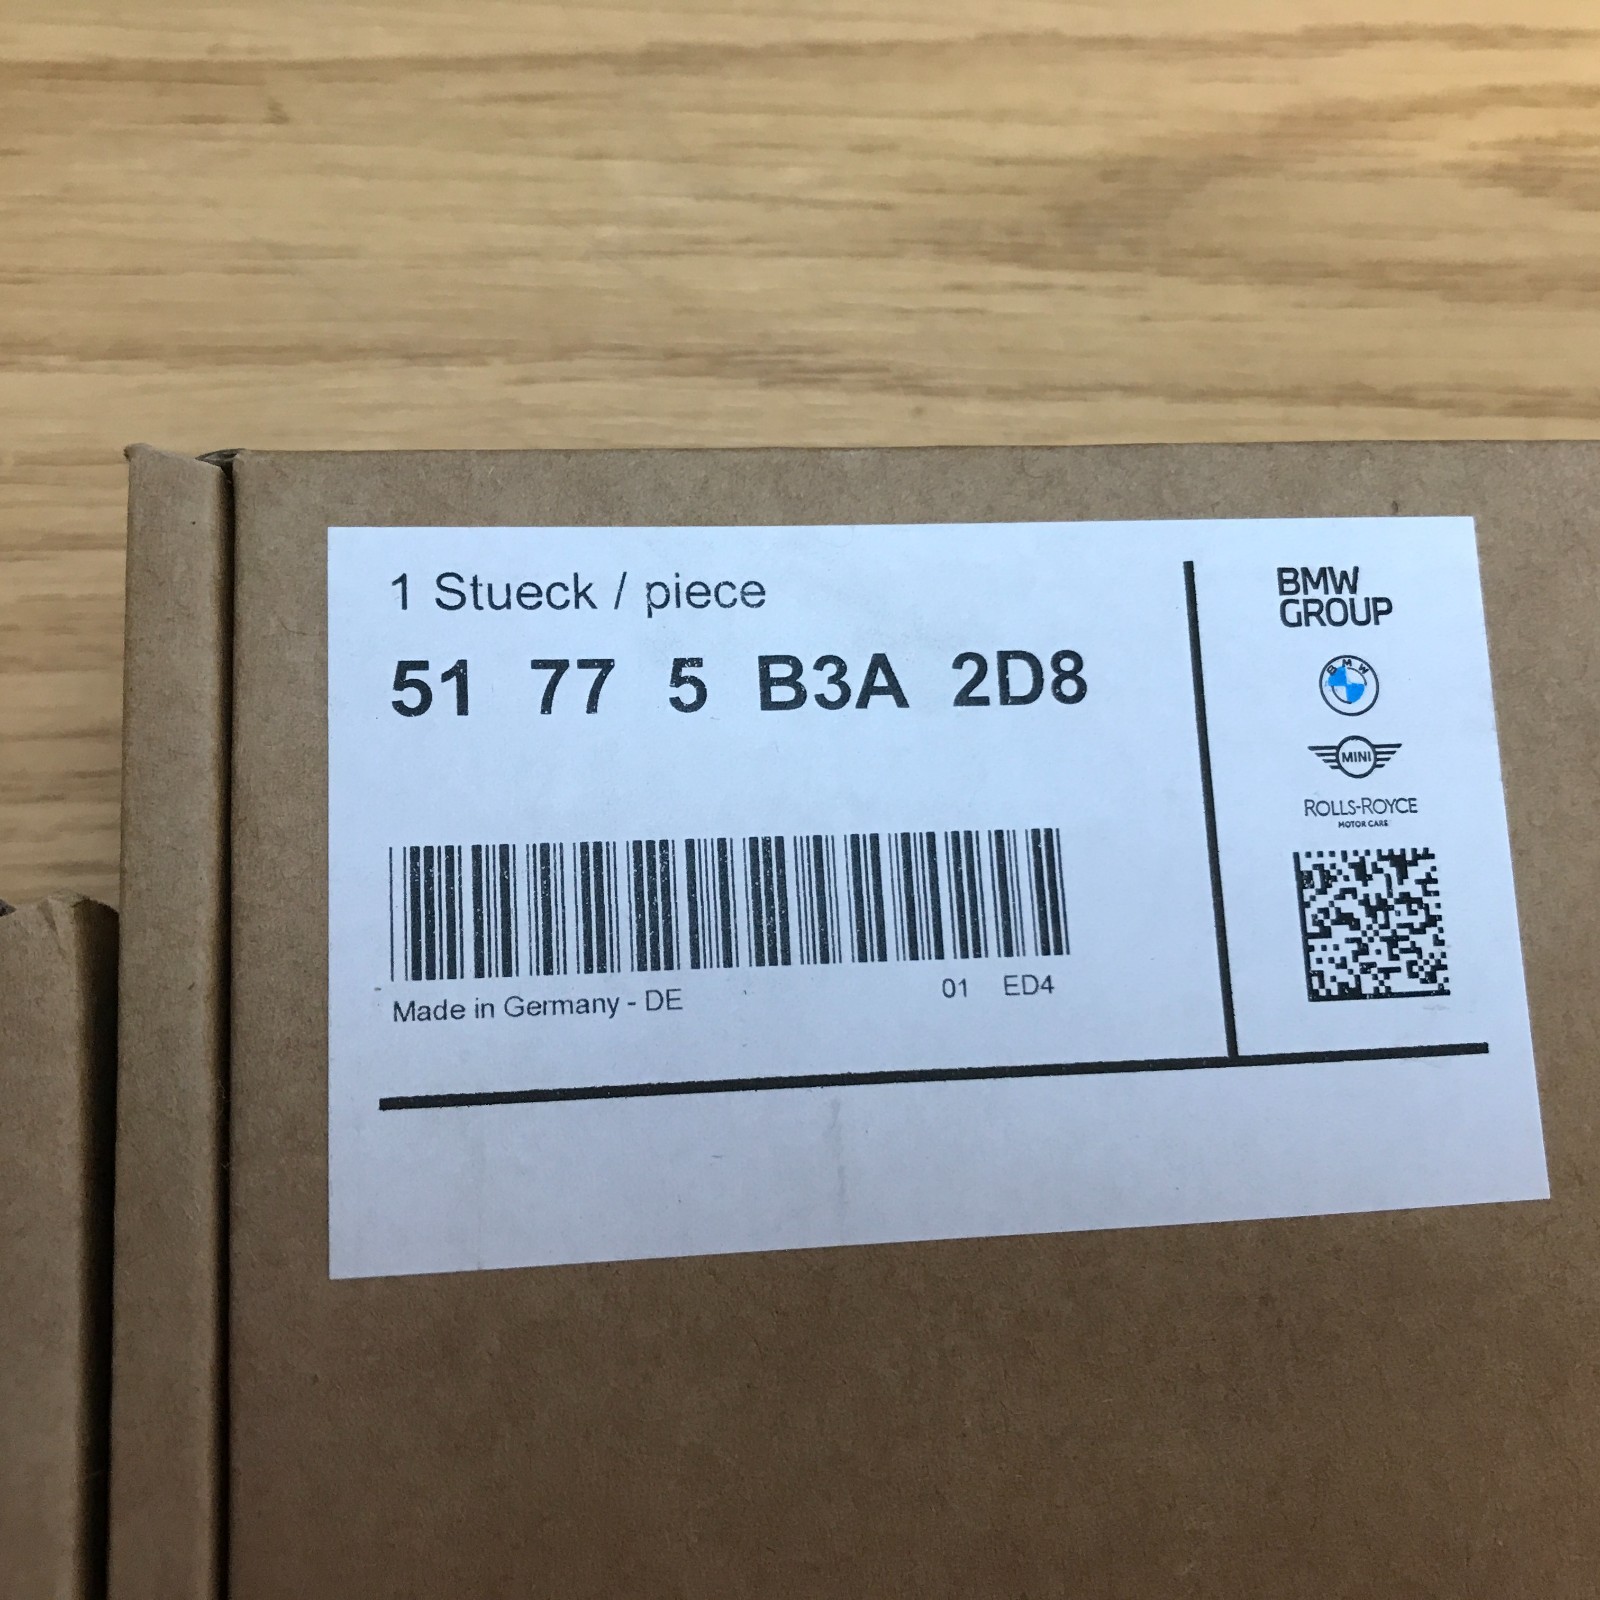 1 Stueck / piece
51 77 5 B3A 2D8
Made in Germany - DE
01 ED4
BMW
GROUP
BMW
MINI
ROLLS-ROYCE
MOTOR CARS